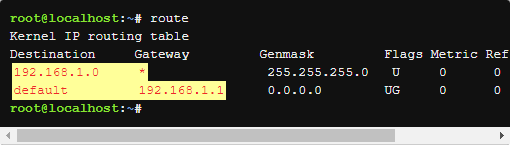 root@localhost:~# route
Kernel IP routing table
Destination Gateway Genmask Flags Metric Ref
192.168.1.0 * 255.255.255.0 U 0 0
default 192.168.1.1 0.0.0.0 UG 0 0
root@localhost:~#